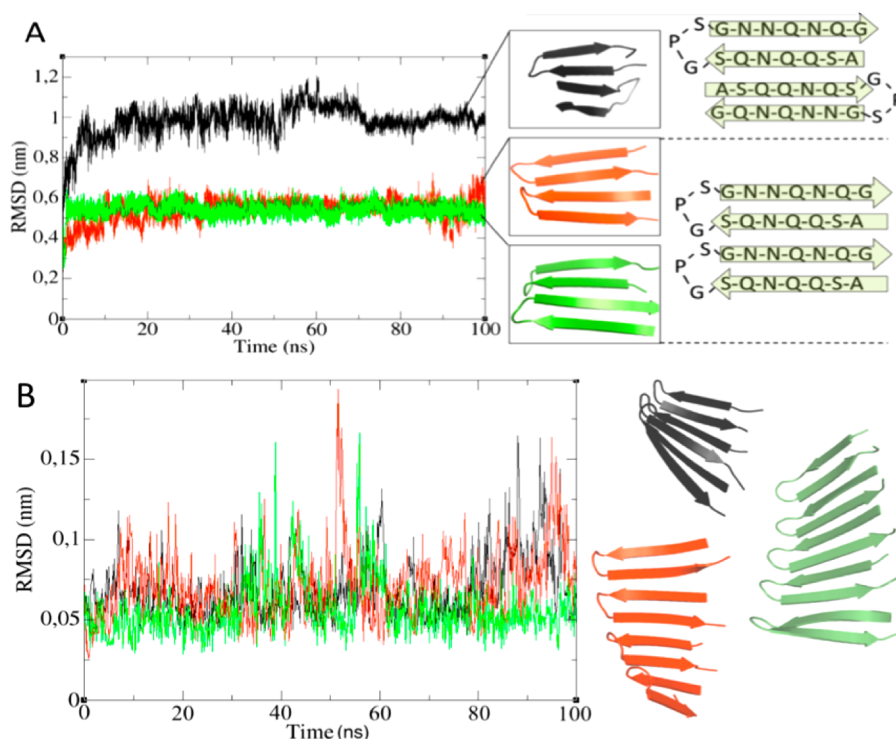 A
RMSD (nm)
1,2
1
0,8
0,6
0,4
0,2
0
0 20 40 60 80 100
Time (ns)
S G-N-N-Q-N-Q-G
P
G S-Q-N-Q-Q-S-A
A-S-Q-Q-N-Q-S G
G-Q-N-Q-N-N-G S
S G-N-N-Q-N-Q-G
P
G S-Q-N-Q-Q-S-A
S G-N-N-Q-N-Q-G
P
G S-Q-N-Q-Q-S-A
B
RMSD (nm)
0,15
0,1
0,05
0
0 20 40 60 80 100
Time (ns)